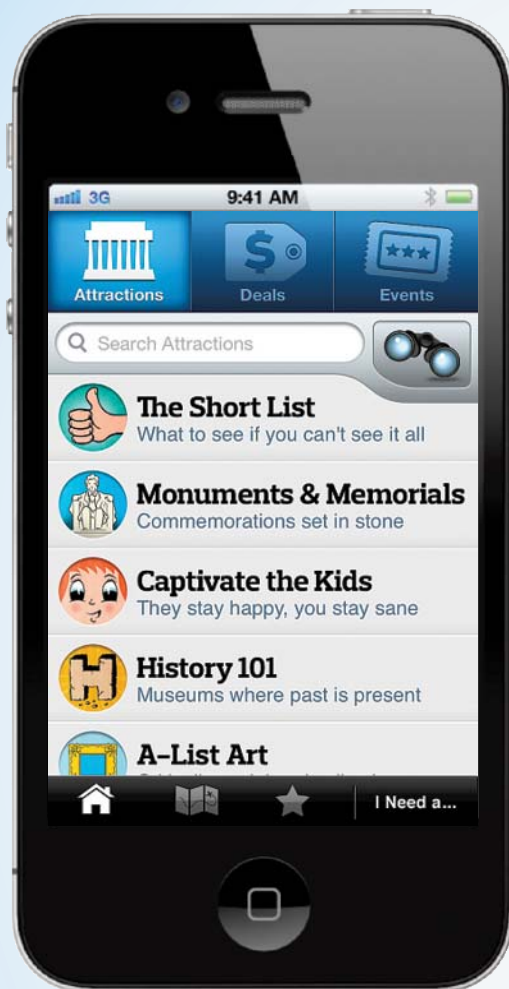 3G 9:41 AM
Attractions Deals Events
Search Attractions
The Short List
What to see if you can't see it all
Monuments & Memorials
Commemorations set in stone
Captivate the Kids
They stay happy, you stay sane
History 101
Museums where past is present
A-List Art
I Need a...